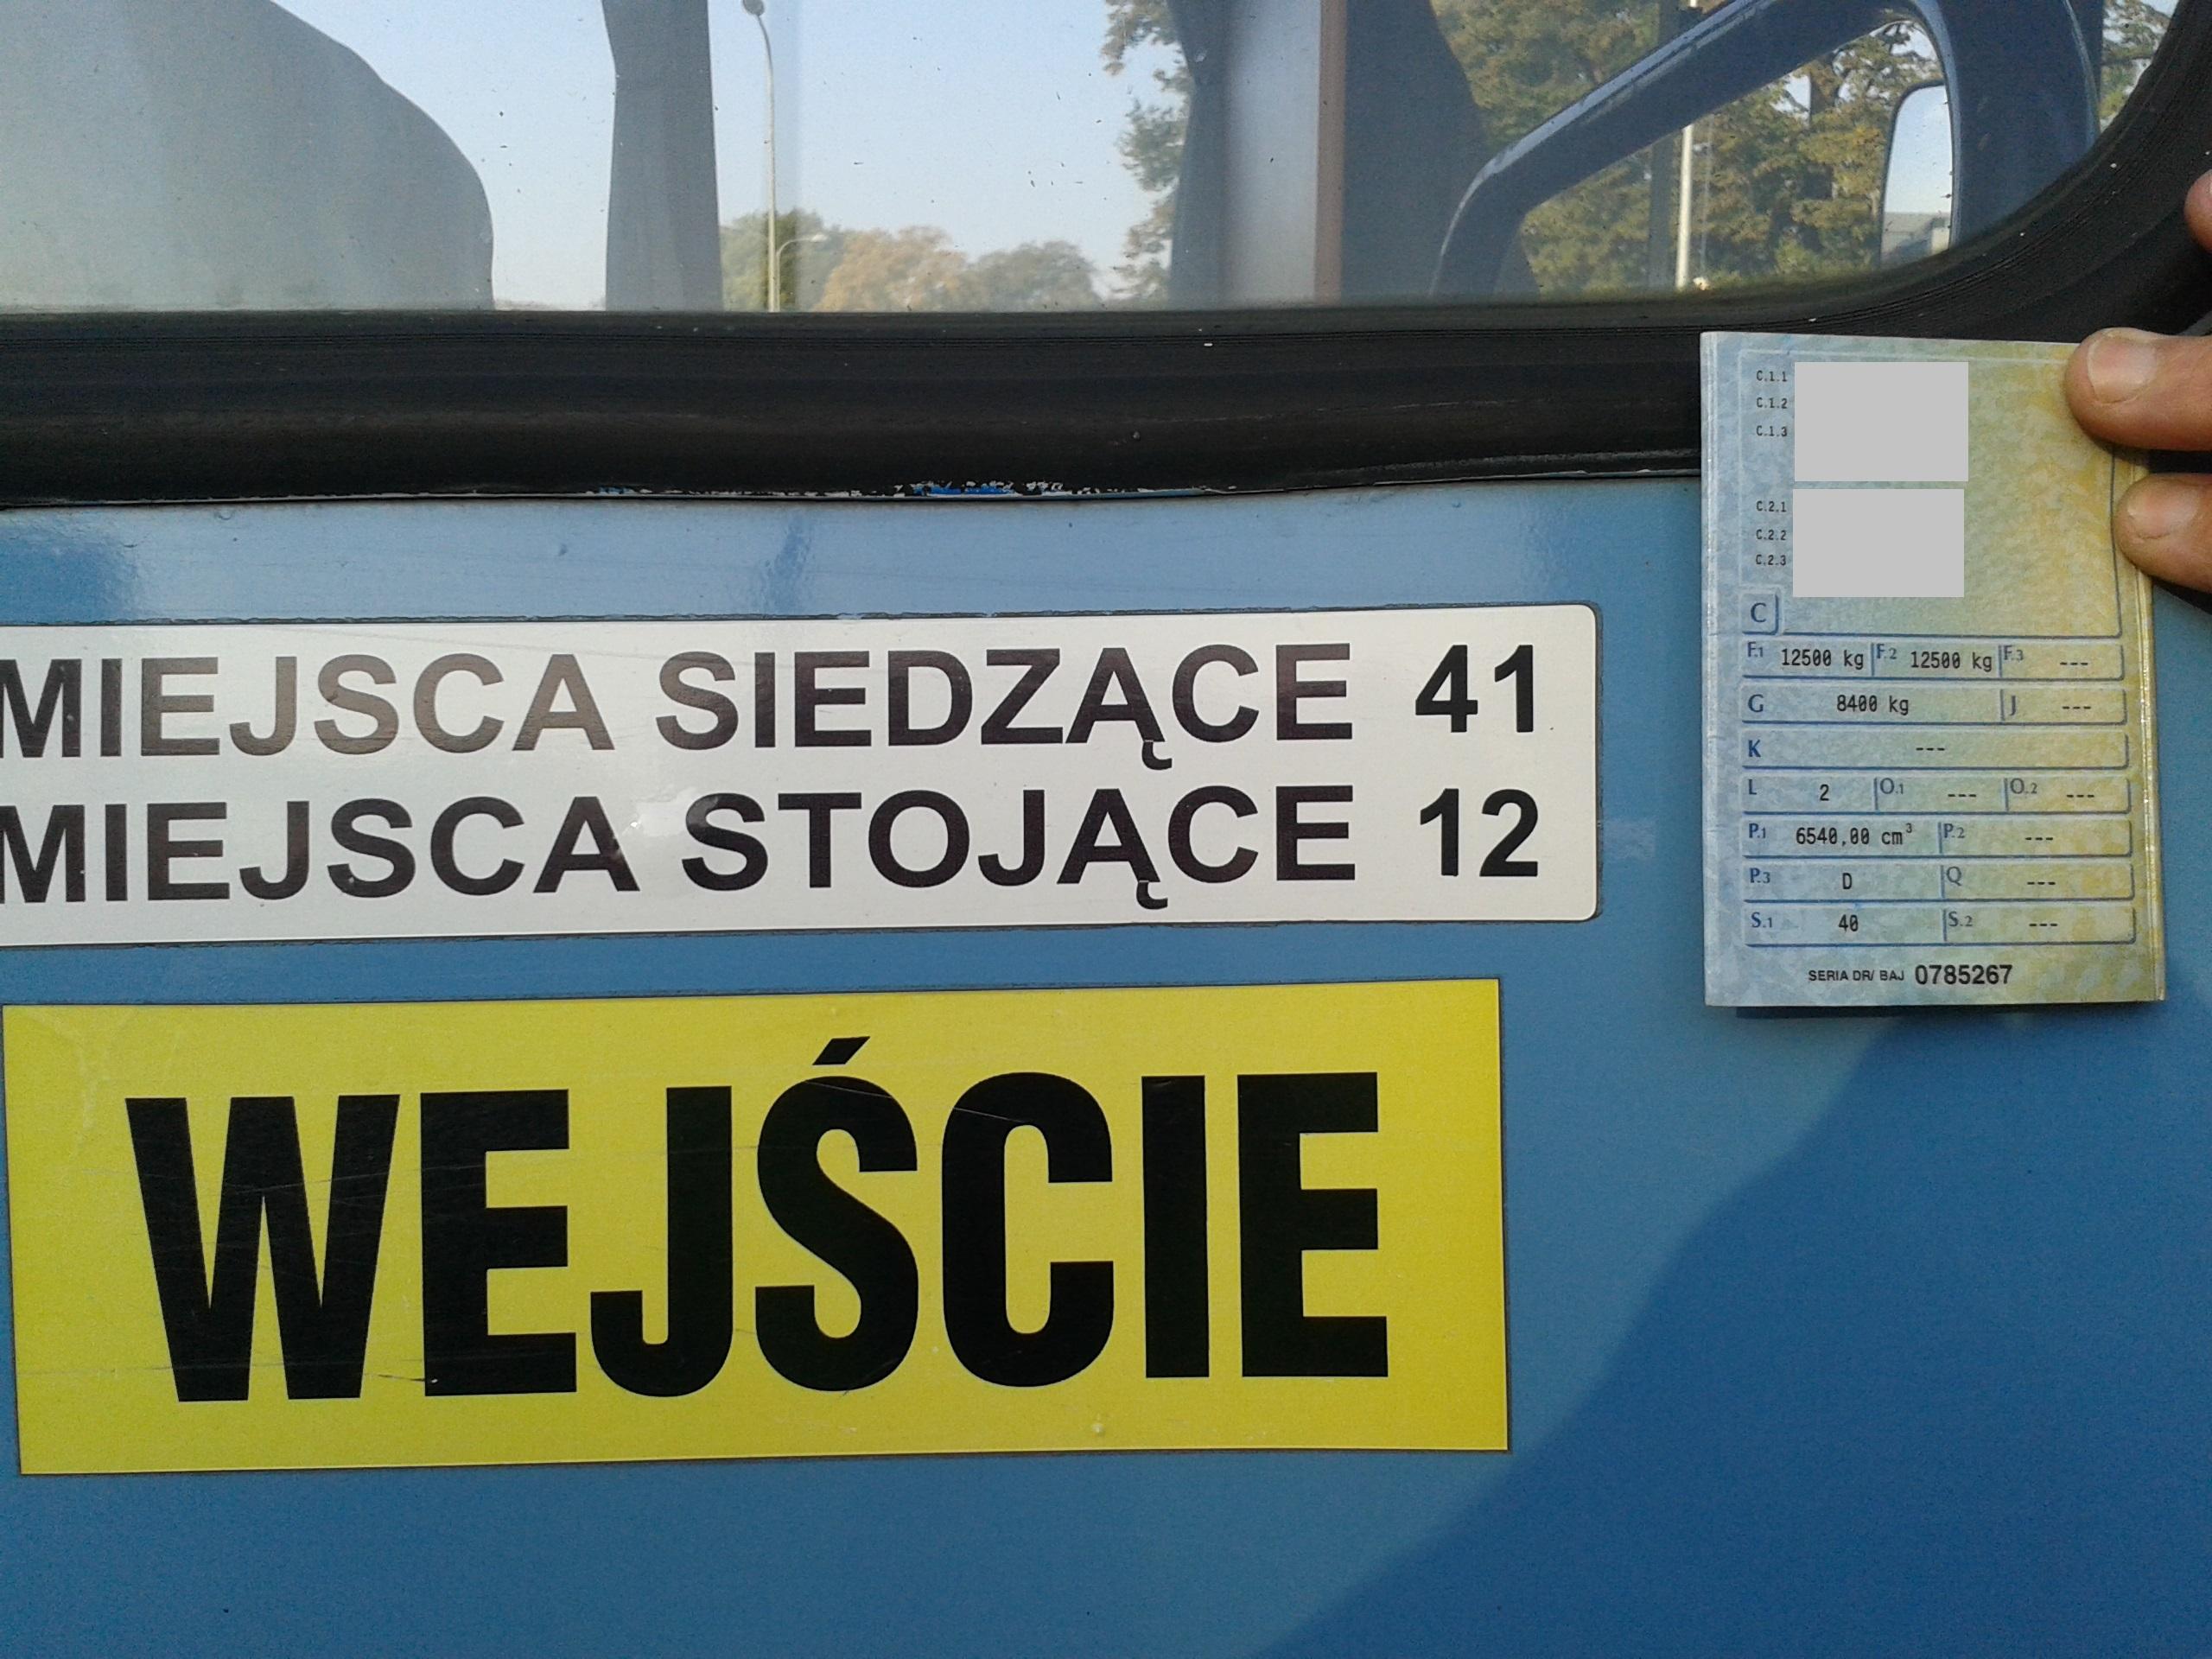 MIEJSCA SIEDZĄCE 41
MIEJSCA STOJĄCE 12
WEJŚCIE
C.1.1
C.1.2
C.1.3
C.2.1
C.2.2
C.2.3
C
F.1 12500 kg F.2 12500 kg F.3 ---
G 8400 kg J ---
K ---
L 2 O.1 --- O.2 ---
P.1 6540,00 cm³ P.2 ---
P.3 D Q ---
S.1 40 S.2 ---
SERIA DR/ BAJ 0785267